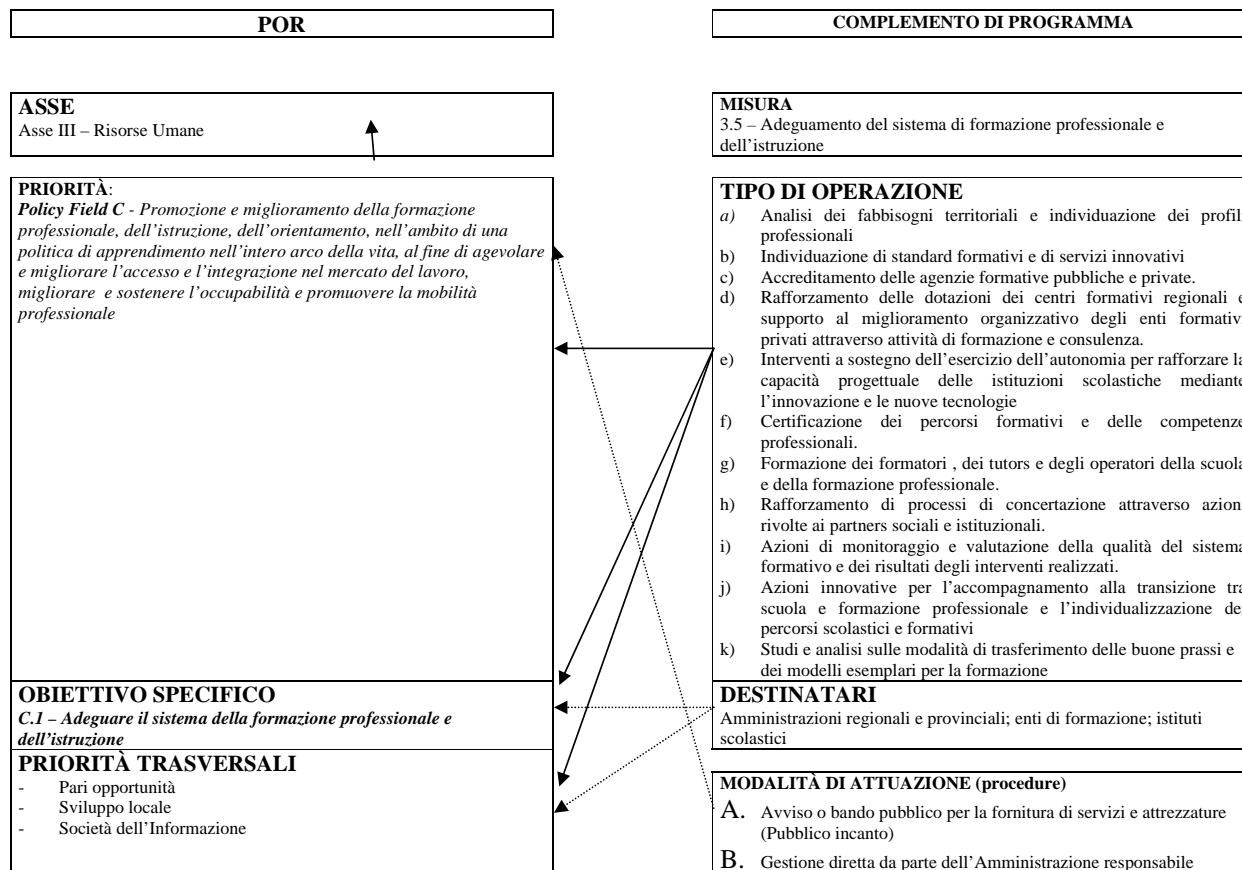 POR
ASSE
Asse III – Risorse Umane
PRIORITÀ:
Policy Field C - Promozione e miglioramento della formazione
professionale, dell’istruzione, dell’orientamento, nell’ambito di una
politica di apprendimento nell’intero arco della vita, al fine di agevolare
e migliorare l’accesso e l’integrazione nel mercato del lavoro,
migliorare e sostenere l’occupabilità e promuovere la mobilità
professionale
OBIETTIVO SPECIFICO
C.1 – Adeguare il sistema della formazione professionale e
dell’istruzione
PRIORITÀ TRASVERSALI
- Pari opportunità
- Sviluppo locale
- Società dell’Informazione
COMPLEMENTO DI PROGRAMMA
MISURA
3.5 – Adeguamento del sistema di formazione professionale e
dell’istruzione
TIPO DI OPERAZIONE
a) Analisi dei fabbisogni territoriali e individuazione dei profili
professionali
b) Individuazione di standard formativi e di servizi innovativi
c) Accreditamento delle agenzie formative pubbliche e private.
d) Rafforzamento delle dotazioni dei centri formativi regionali e
supporto al miglioramento organizzativo degli enti formativi
privati attraverso attività di formazione e consulenza.
e) Interventi a sostegno dell’esercizio dell’autonomia per rafforzare la
capacità progettuale delle istituzioni scolastiche mediante
l’innovazione e le nuove tecnologie
f) Certificazione dei percorsi formativi e delle competenze
professionali.
g) Formazione dei formatori , dei tutors e degli operatori della scuola
e della formazione professionale.
h) Rafforzamento di processi di concertazione attraverso azioni
rivolte ai partners sociali e istituzionali.
i) Azioni di monitoraggio e valutazione della qualità del sistema
formativo e dei risultati degli interventi realizzati.
j) Azioni innovative per l’accompagnamento alla transizione tra
scuola e formazione professionale e l’individualizzazione dei
percorsi scolastici e formativi
k) Studi e analisi sulle modalità di trasferimento delle buone prassi e
dei modelli esemplari per la formazione
DESTINATARI
Amministrazioni regionali e provinciali; enti di formazione; istituti
scolastici
MODALITÀ DI ATTUAZIONE (procedure)
A. Avviso o bando pubblico per la fornitura di servizi e attrezzature
(Pubblico incanto)
B. Gestione diretta da parte dell’Amministrazione responsabile